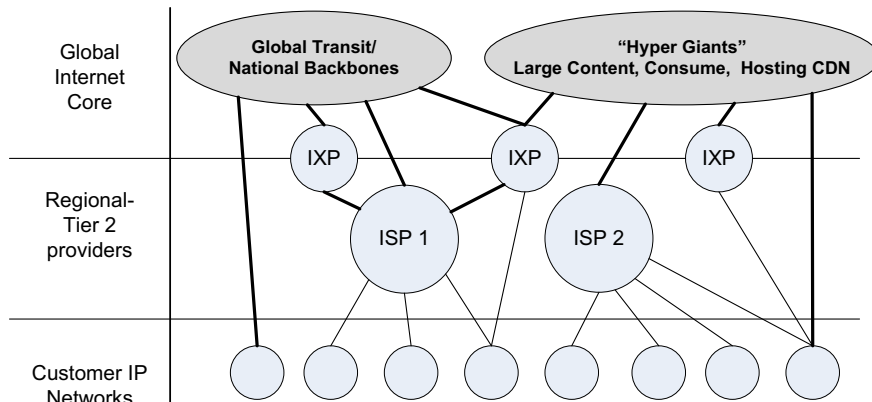 Global
Internet
Core
Global Transit/
National Backbones
“Hyper Giants”
Large Content, Consume, Hosting CDN
IXP
IXP
IXP
Regional-
Tier 2
providers
ISP 1
ISP 2
Customer IP
Networks